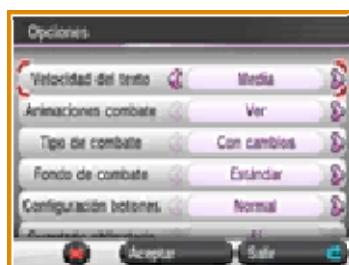 Opciones
Velocidad del texto Media
Animaciones combate Ver
Tipo de combate Con cambios
Fondo de combate Estándar
Configuración botones Normal
Aceptar Salir